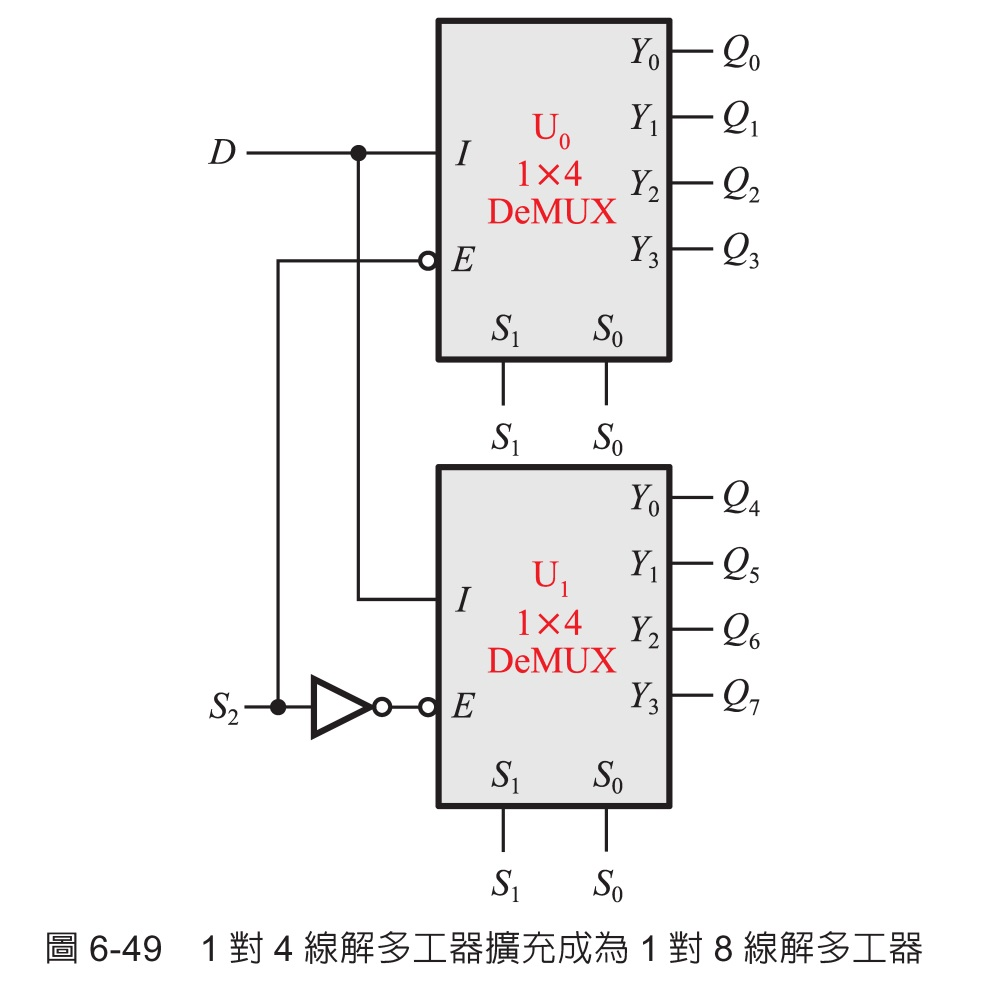 Y₀ Q₀
U₀ Y₁ Q₁
D I 1×4 Y₂ Q₂
DeMUX
E Y₃ Q₃
S₁ S₀
S₁ S₀
Y₀ Q₄
U₁ Y₁ Q₅
I 1×4 Y₂ Q₆
DeMUX
S₂ E Y₃ Q₇
S₁ S₀
S₁ S₀
圖 6-49 1 對 4 線解多工器擴充成為 1 對 8 線解多工器